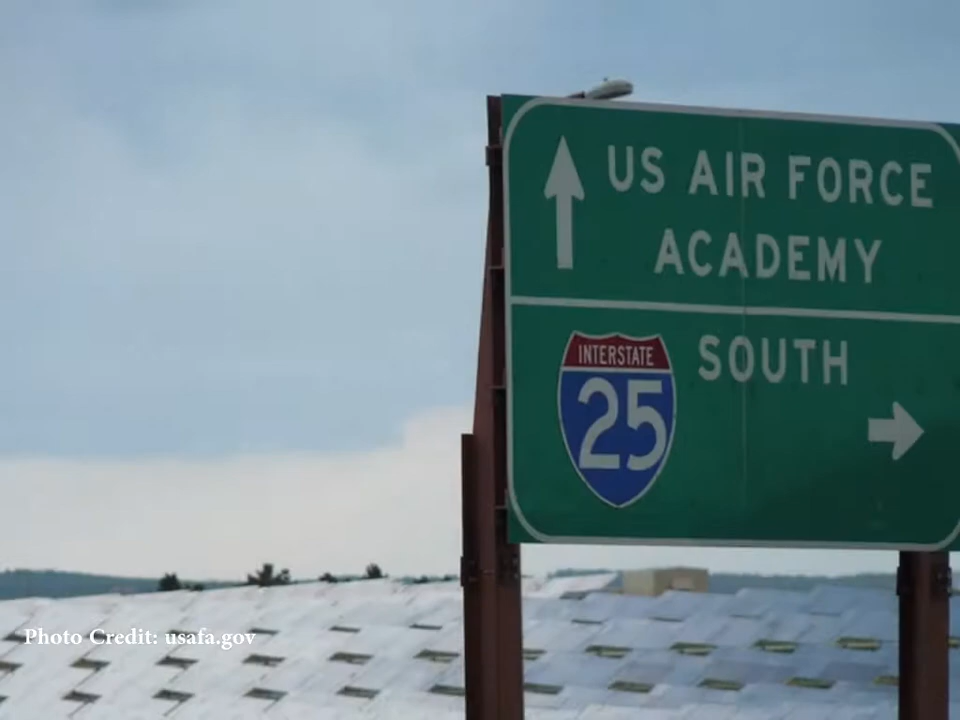 US AIR FORCE
ACADEMY
INTERSTATE
25
SOUTH
Photo Credit: usafa.gov